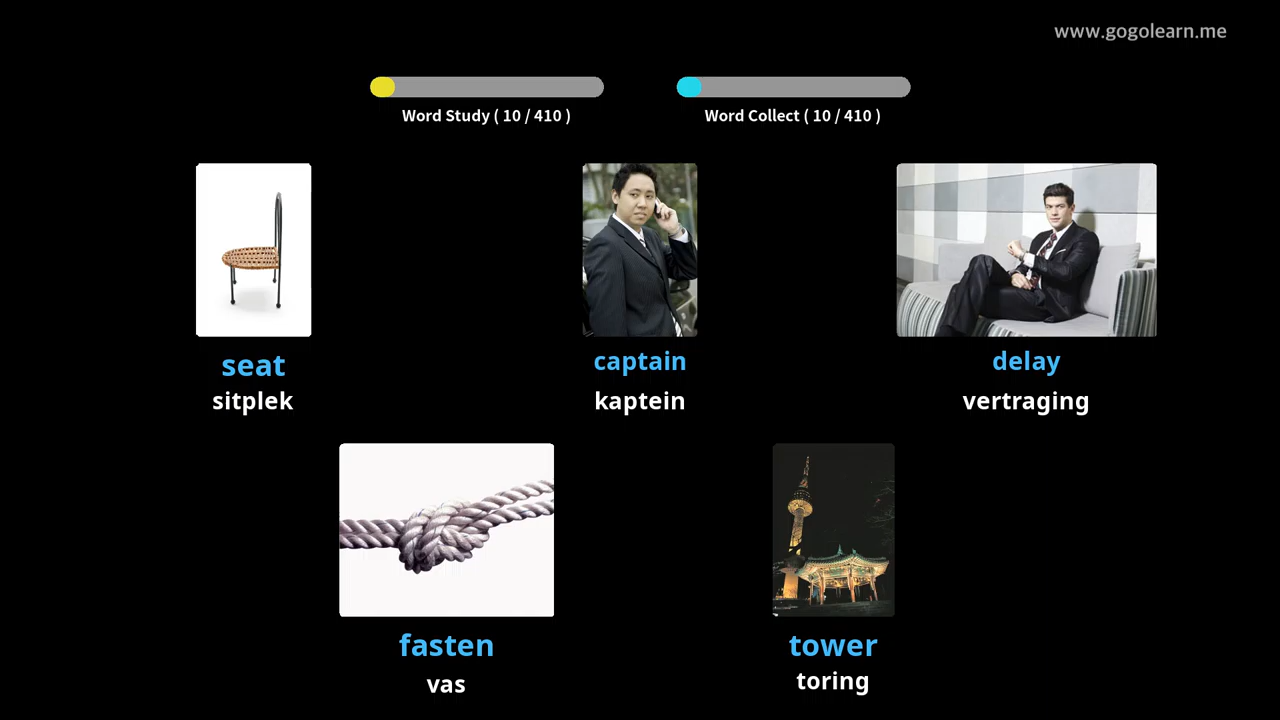 www.gogolearn.me
Word Study ( 10 / 410 )
Word Collect ( 10 / 410 )
seat
sitplek
captain
kaptein
delay
vertraging
fasten
vas
tower
toring